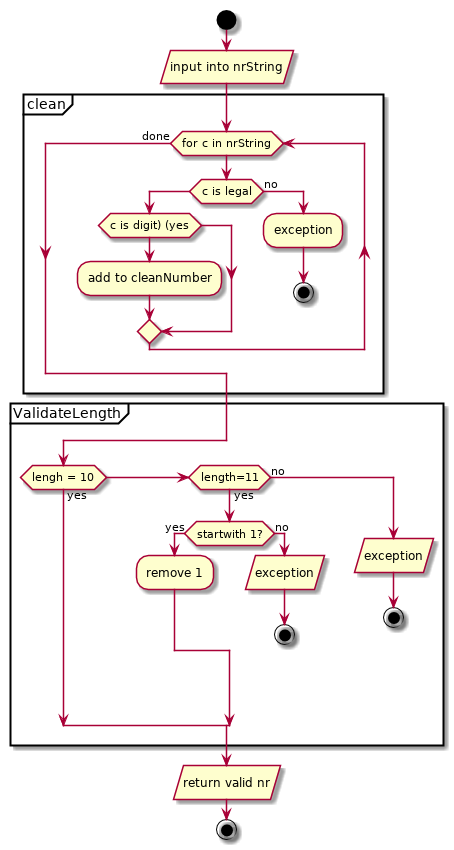 input into nrString
clean
done
for c in nrString
c is legal
no
c is digit) (yes
exception
add to cleanNumber
ValidateLength
lengh = 10
yes
length=11
no
yes
yes
startwith 1?
no
exception
remove 1
exception
return valid nr